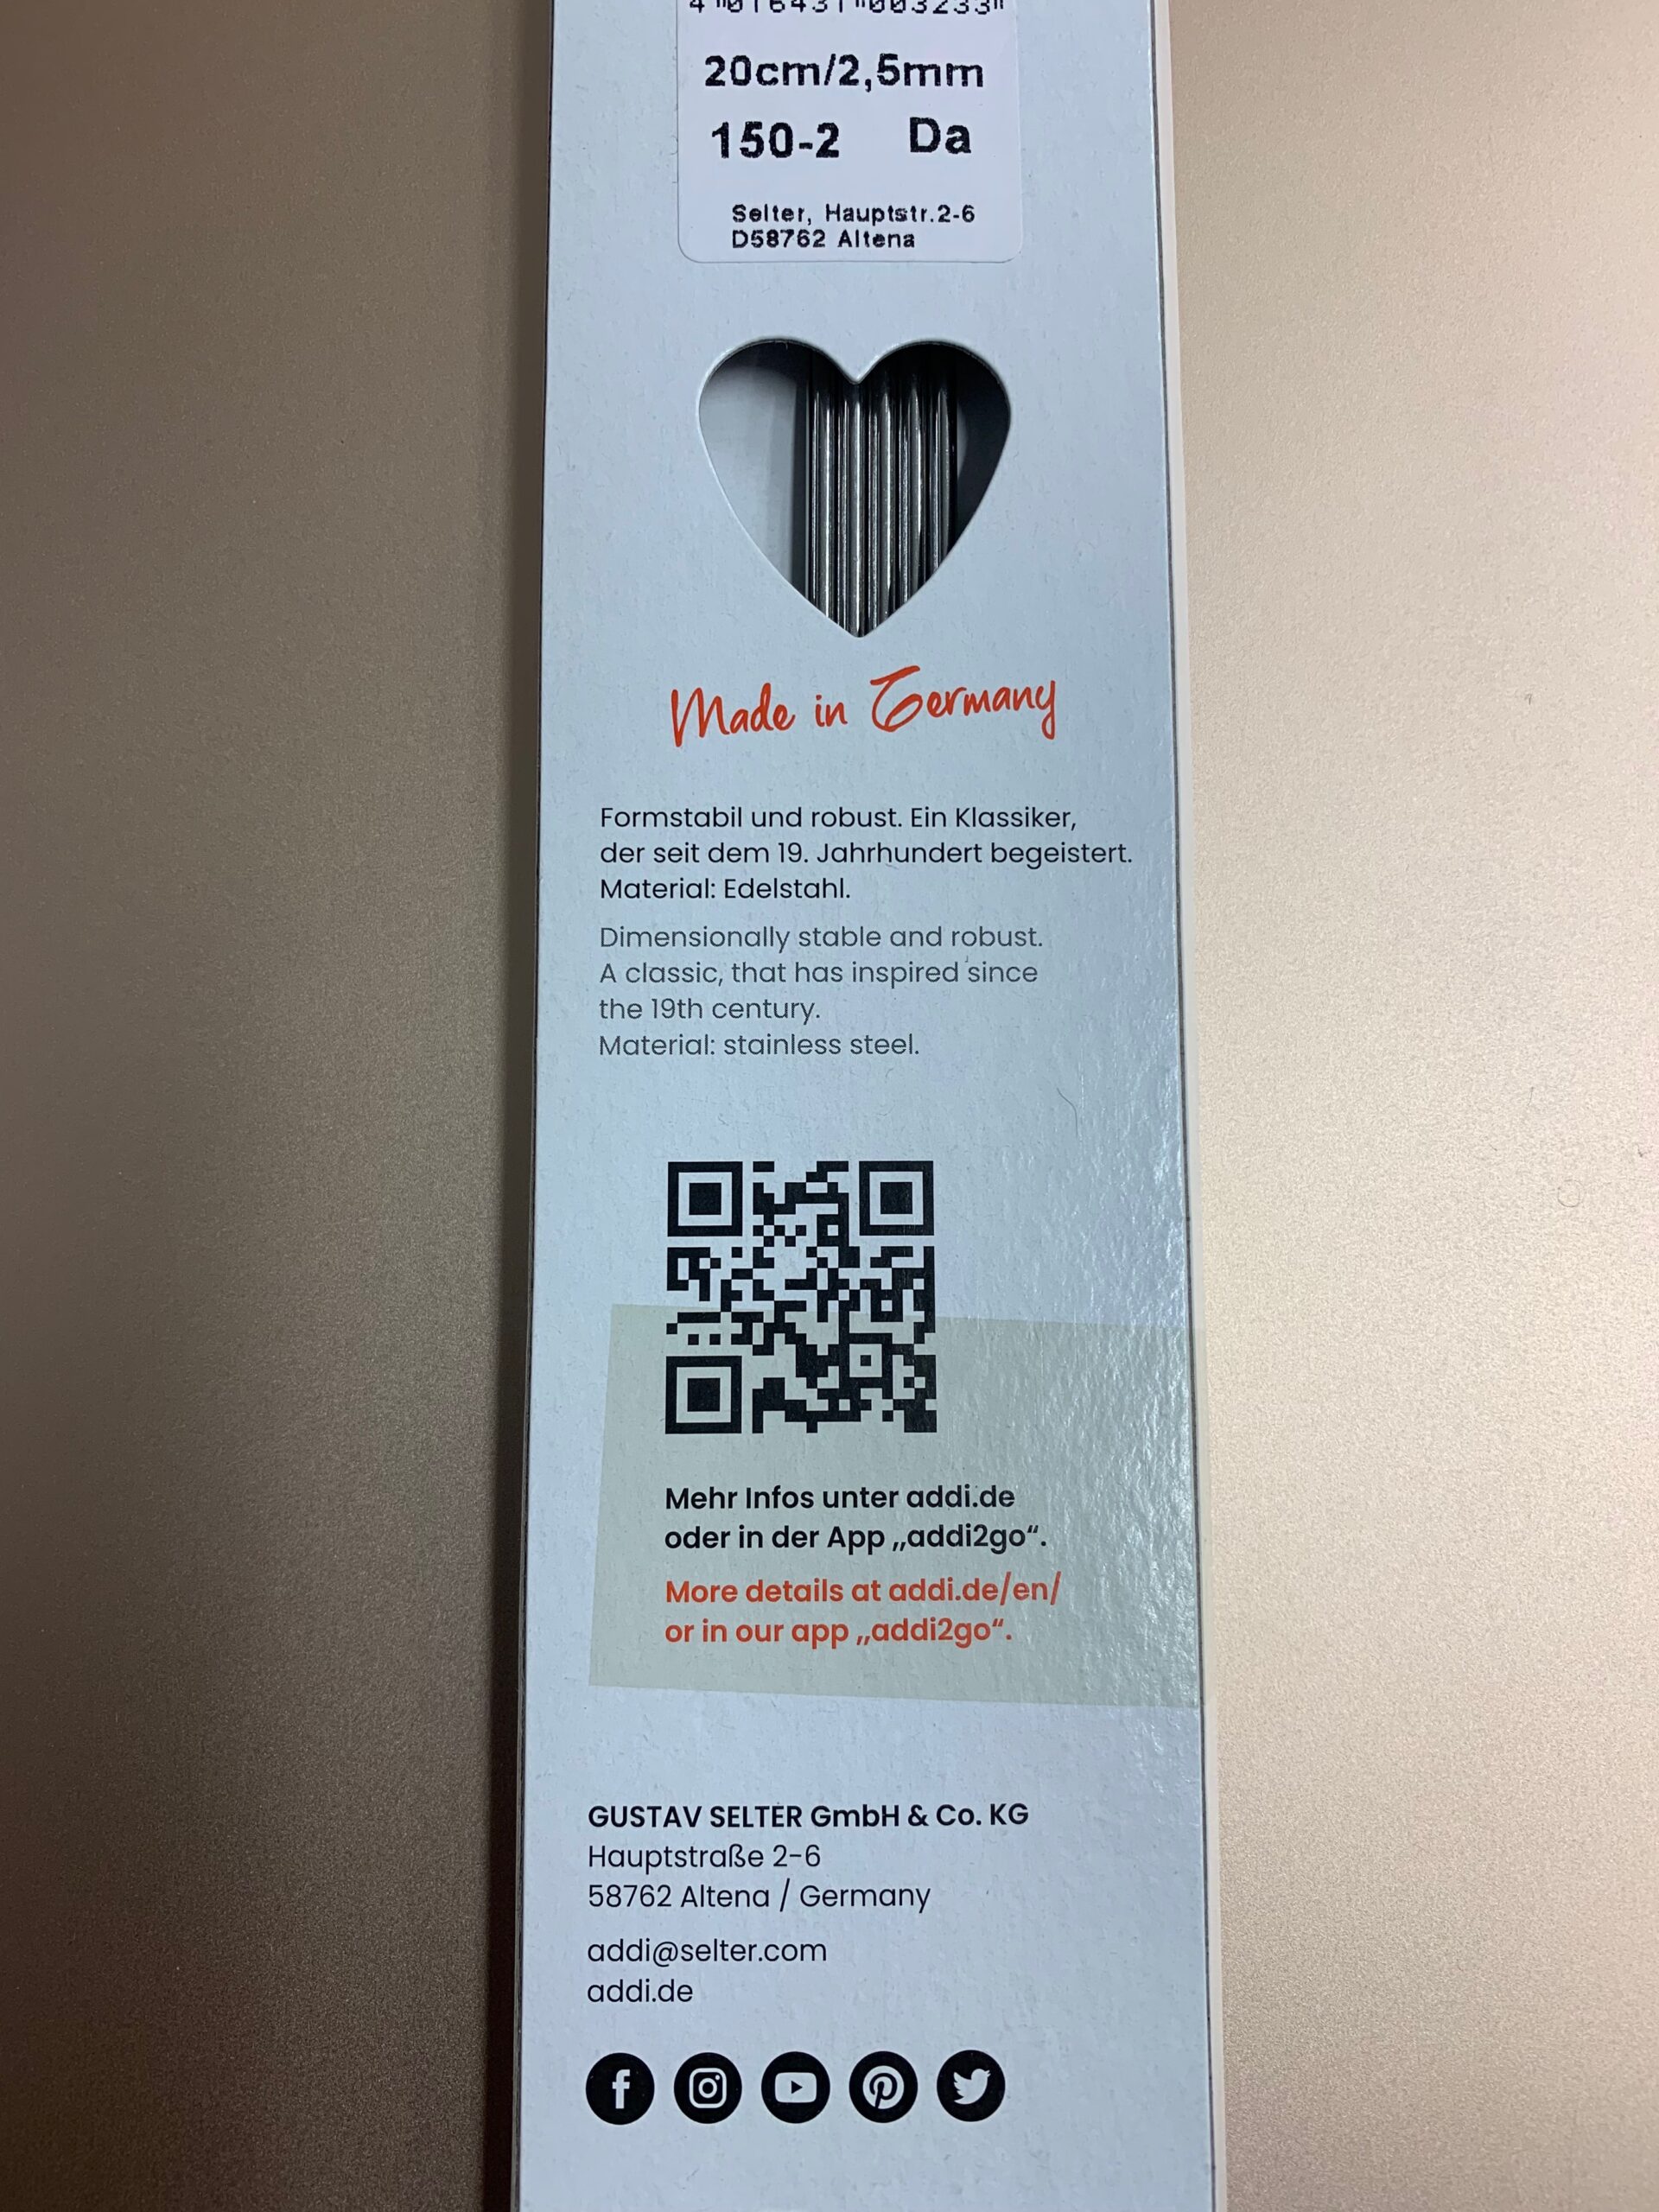 4 016431 003233
20cm/2,5mm
150-2 Da
Selter, Hauptstr.2-6
D58762 Altena
Made in Germany
Formstabil und robust. Ein Klassiker,
der seit dem 19. Jahrhundert begeistert.
Material: Edelstahl.
Dimensionally stable and robust.
A classic, that has inspired since
the 19th century.
Material: stainless steel.
Mehr Infos unter addi.de
oder in der App „addi2go“.
More details at addi.de/en/
or in our app „addi2go“.
GUSTAV SELTER GmbH & Co. KG
Hauptstraße 2-6
58762 Altena / Germany
addi@selter.com
addi.de